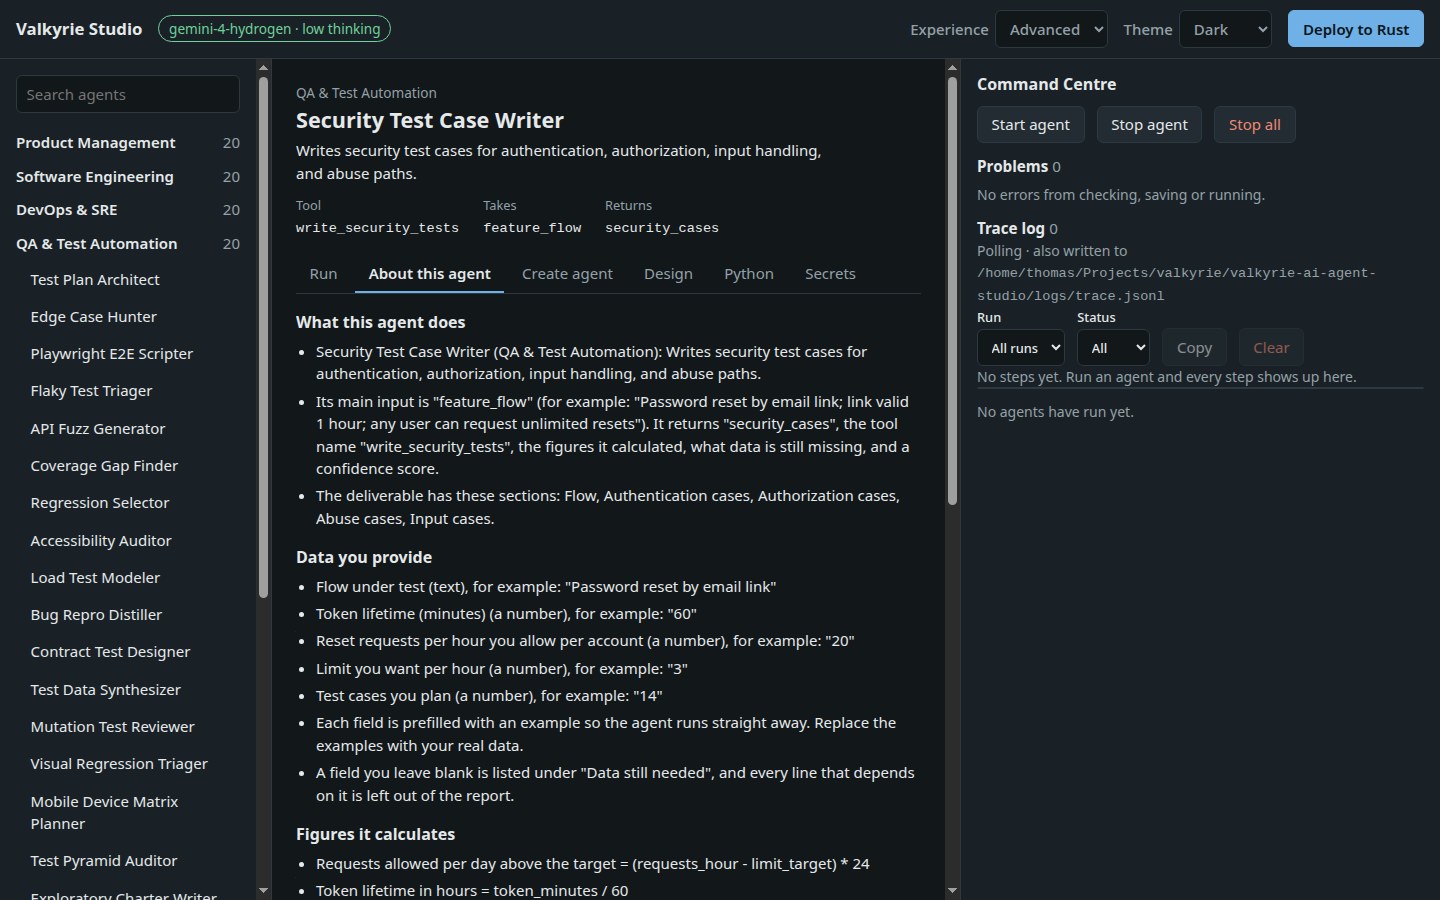 Valkyrie Studio
gemini-4-hydrogen · low thinking
Experience
Advanced
Theme
Dark
Deploy to Rust
Search agents
Product Management 20
Software Engineering 20
DevOps & SRE 20
QA & Test Automation 20
Test Plan Architect
Edge Case Hunter
Playwright E2E Scripter
Flaky Test Triager
API Fuzz Generator
Coverage Gap Finder
Regression Selector
Accessibility Auditor
Load Test Modeler
Bug Repro Distiller
Contract Test Designer
Test Data Synthesizer
Mutation Test Reviewer
Visual Regression Triager
Mobile Device Matrix
Planner
Test Pyramid Auditor
Exploratory Charter Writer
QA & Test Automation
Security Test Case Writer
Writes security test cases for authentication, authorization, input handling,
and abuse paths.
Tool Takes Returns
write_security_tests feature_flow security_cases
Run About this agent Create agent Design Python Secrets
What this agent does
• Security Test Case Writer (QA & Test Automation): Writes security test cases for
authentication, authorization, input handling, and abuse paths.
• Its main input is "feature_flow" (for example: "Password reset by email link; link valid
1 hour; any user can request unlimited resets"). It returns "security_cases", the tool
name "write_security_tests", the figures it calculated, what data is still missing, and a
confidence score.
• The deliverable has these sections: Flow, Authentication cases, Authorization cases,
Abuse cases, Input cases.
Data you provide
• Flow under test (text), for example: "Password reset by email link"
• Token lifetime (minutes) (a number), for example: "60"
• Reset requests per hour you allow per account (a number), for example: "20"
• Limit you want per hour (a number), for example: "3"
• Test cases you plan (a number), for example: "14"
• Each field is prefilled with an example so the agent runs straight away. Replace the
examples with your real data.
• A field you leave blank is listed under "Data still needed", and every line that depends
on it is left out of the report.
Figures it calculates
• Requests allowed per day above the target = (requests_hour - limit_target) * 24
• Token lifetime in hours = token_minutes / 60
Command Centre
Start agent Stop agent Stop all
Problems 0
No errors from checking, saving or running.
Trace log 0
Polling · also written to
/home/thomas/Projects/valkyrie/valkyrie-ai-agent-
studio/logs/trace.jsonl
Run Status
All runs All Copy Clear
No steps yet. Run an agent and every step shows up here.
No agents have run yet.